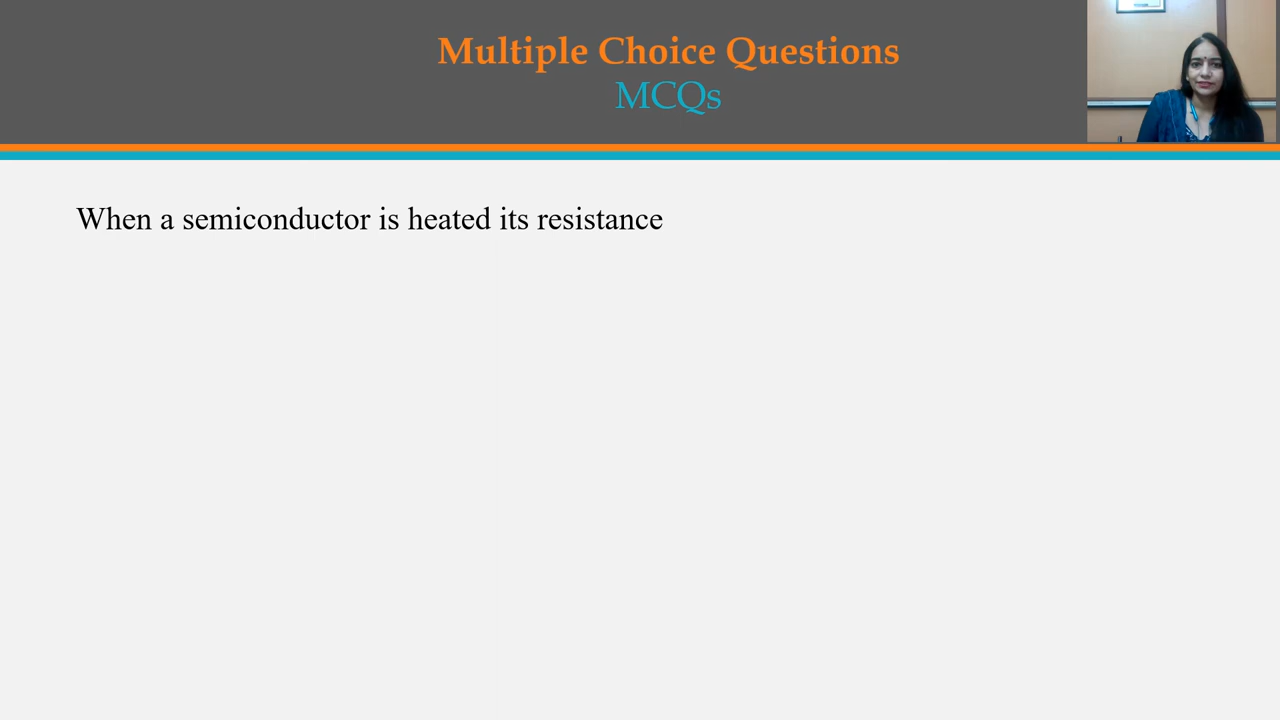 Multiple Choice Questions
MCQs
When a semiconductor is heated its resistance